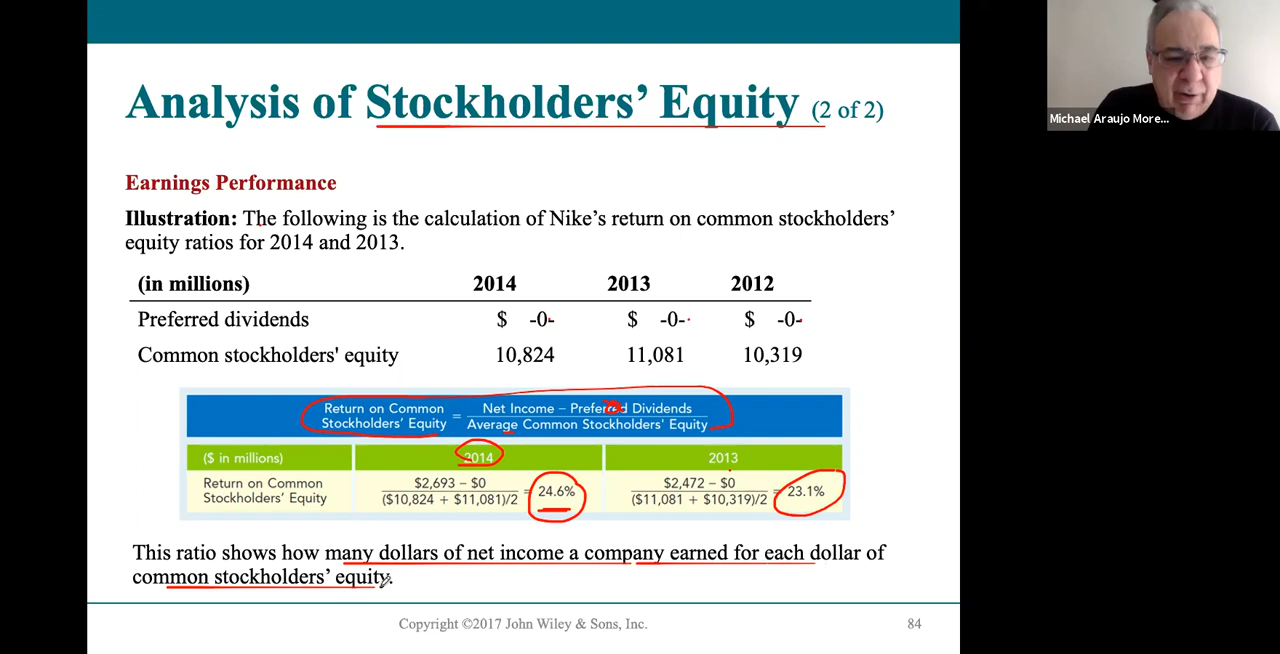 Analysis of Stockholders' Equity (2 of 2)
Michael Araujo More...
Earnings Performance
Illustration: The following is the calculation of Nike's return on common stockholders'
equity ratios for 2014 and 2013.
(in millions) 2014 2013 2012
Preferred dividends $ -0- $ -0- $ -0-
Common stockholders' equity 10,824 11,081 10,319
Return on Common Stockholders' Equity = Net Income – Preferred Dividends / Average Common Stockholders' Equity
($ in millions) 2014 2013
Return on Common Stockholders' Equity $2,693 – $0 / ($10,824 + $11,081)/2 = 24.6% $2,472 – $0 / ($11,081 + $10,319)/2 = 23.1%
This ratio shows how many dollars of net income a company earned for each dollar of
common stockholders' equity.
Copyright ©2017 John Wiley & Sons, Inc. 84